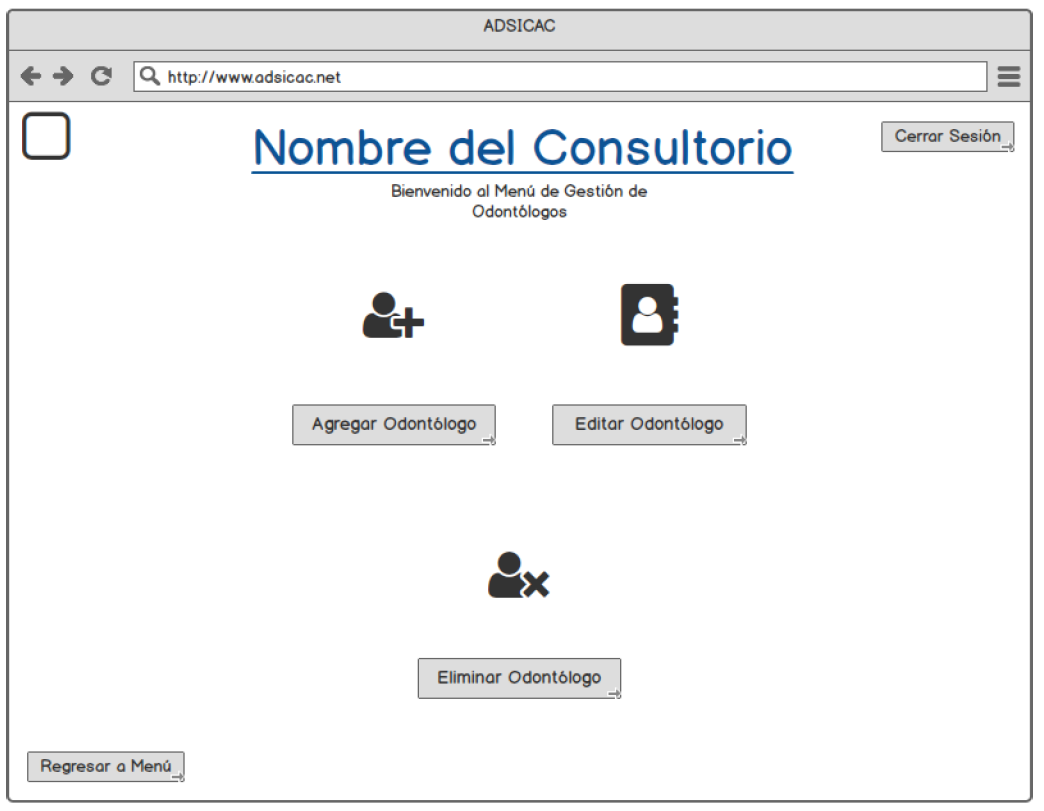 ADSICAC
http://www.adsicac.net
Nombre del Consultorio
Cerrar Sesión
Bienvenido al Menú de Gestión de
Odontólogos
Agregar Odontólogo
Editar Odontólogo
Eliminar Odontólogo
Regresar a Menú